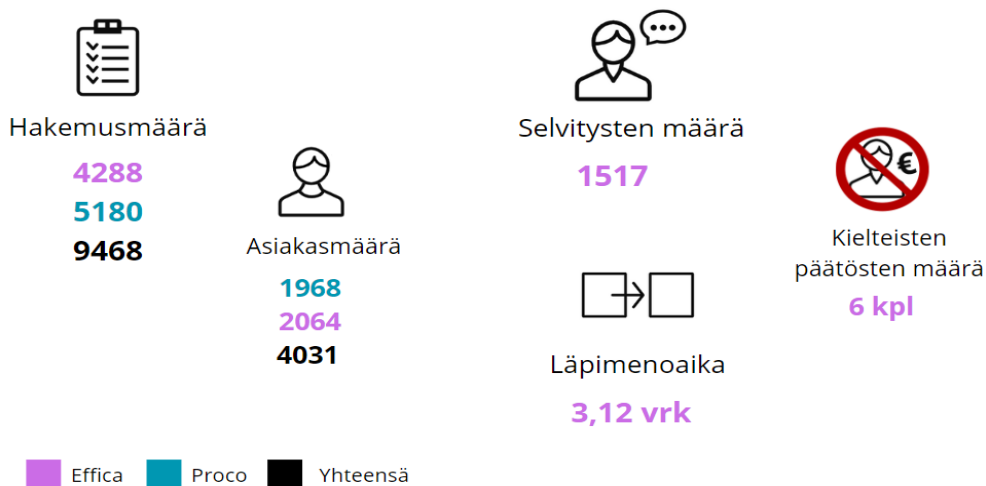 Hakemusmäärä
4288
5180
9468
Asiakasmäärä
1968
2064
4031
Selvitysten määrä
1517
Läpimenoaika
3,12 vrk
€
Kielteisten
päätösten määrä
6 kpl
Effica Proco Yhteensä